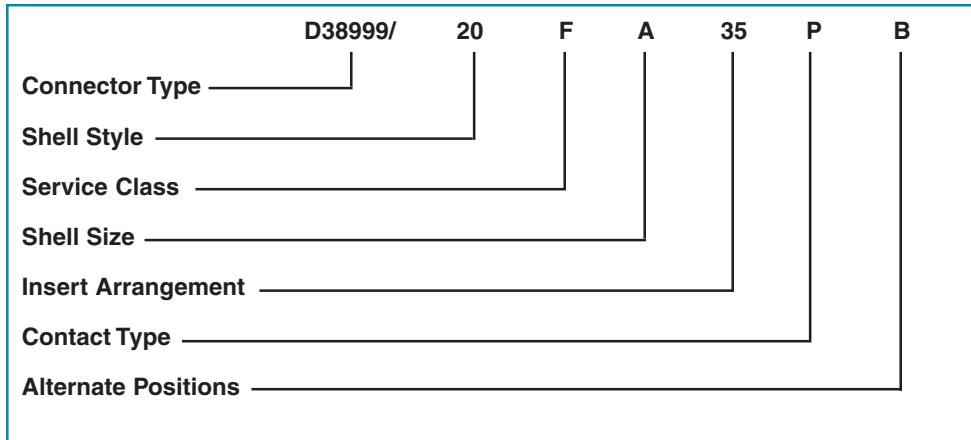 D38999/ 20 F A 35 P B
Connector Type
Shell Style
Service Class
Shell Size
Insert Arrangement
Contact Type
Alternate Positions